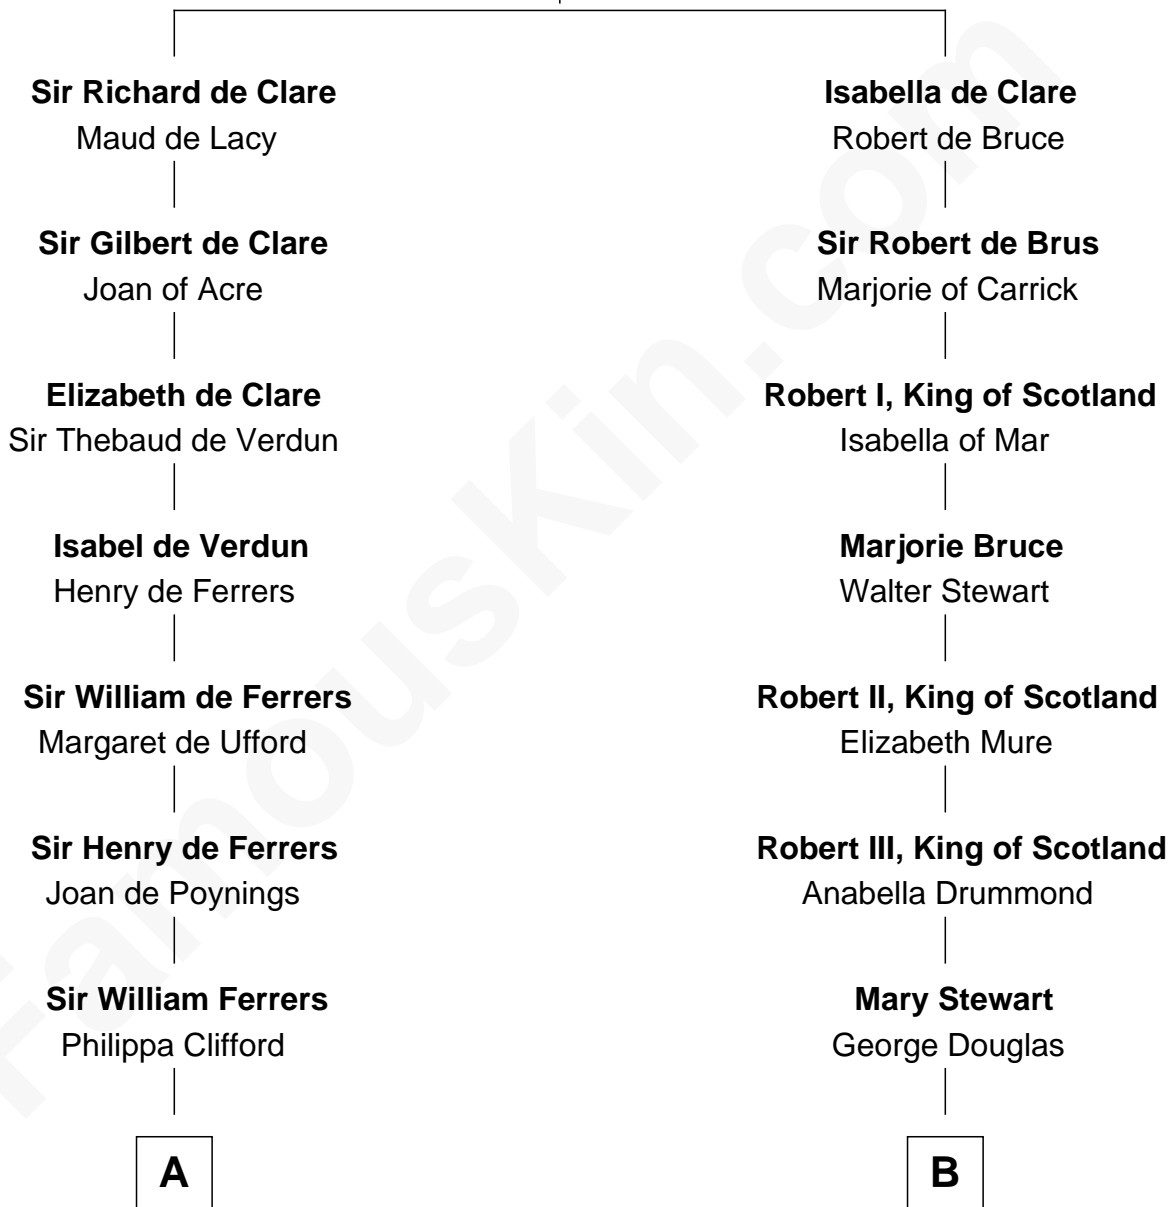 Sir Richard de Clare
Maud de Lacy
Sir Gilbert de Clare
Joan of Acre
Elizabeth de Clare
Sir Thebaud de Verdun
Isabel de Verdun
Henry de Ferrers
Sir William de Ferrers
Margaret de Ufford
Sir Henry de Ferrers
Joan de Poynings
Sir William Ferrers
Philippa Clifford
A
Isabella de Clare
Robert de Bruce
Sir Robert de Brus
Marjorie of Carrick
Robert I, King of Scotland
Isabella of Mar
Marjorie Bruce
Walter Stewart
Robert II, King of Scotland
Elizabeth Mure
Robert III, King of Scotland
Anabella Drummond
Mary Stewart
George Douglas
B
FamousKin.com